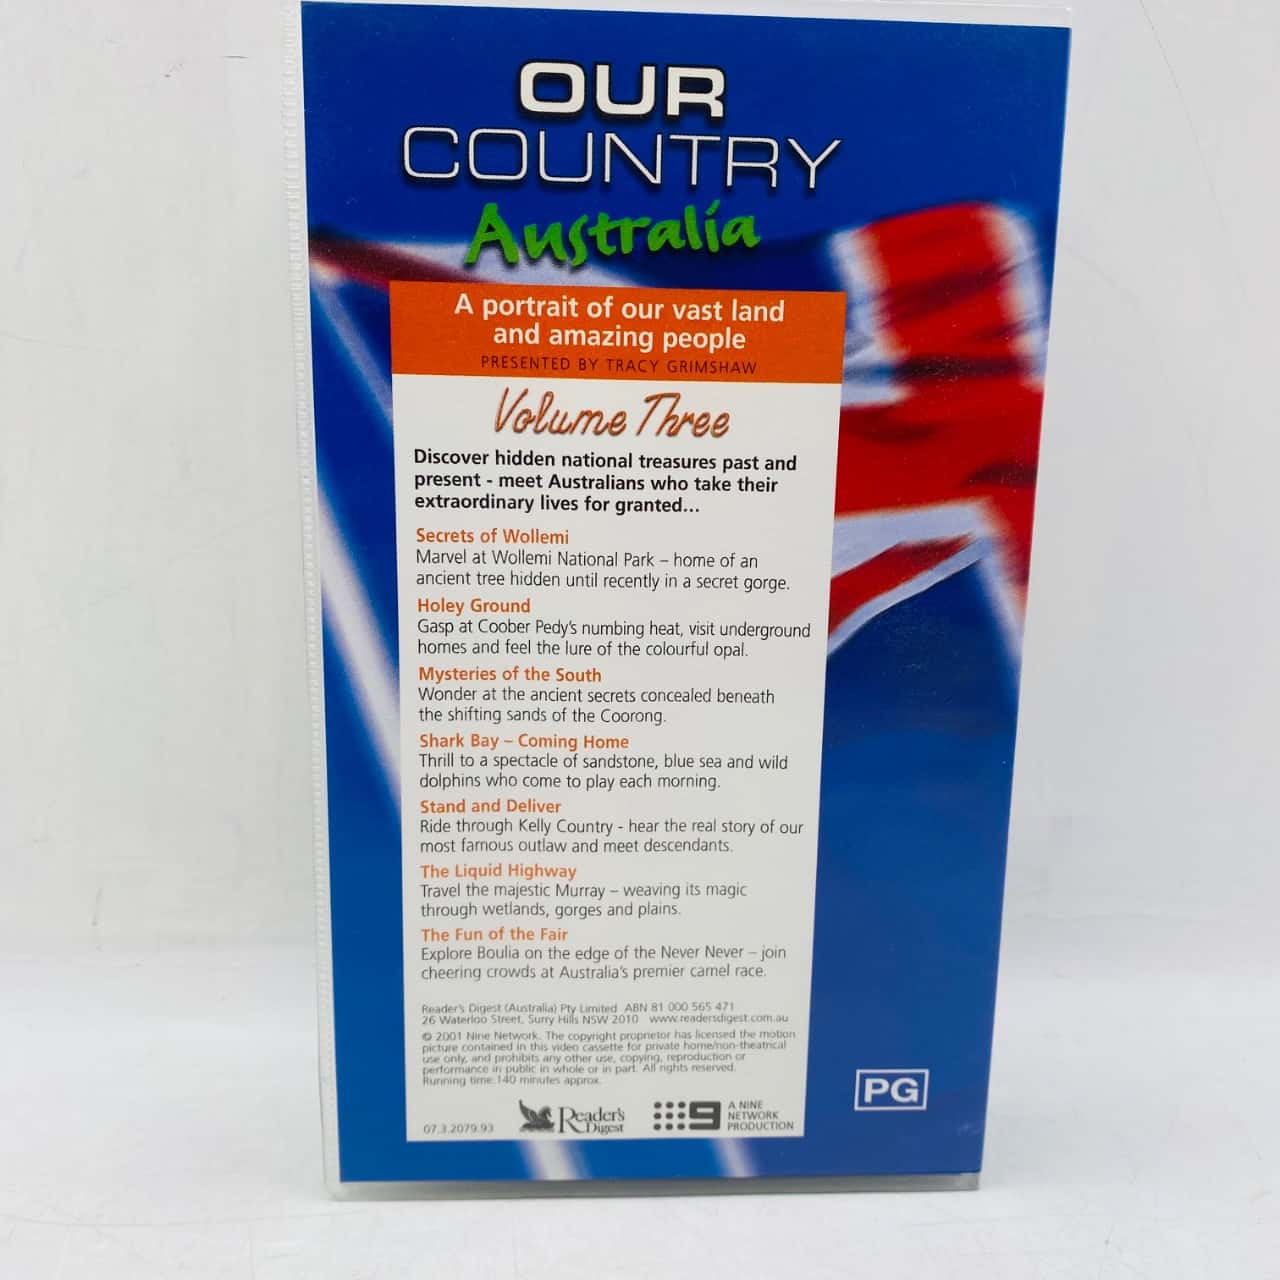 OUR
COUNTRY
Australia
A portrait of our vast land
and amazing people
PRESENTED BY TRACY GRIMSHAW
Volume Three
Discover hidden national treasures past and
present - meet Australians who take their
extraordinary lives for granted...
Secrets of Wollemi
Marvel at Wollemi National Park – home of an
ancient tree hidden until recently in a secret gorge.
Holey Ground
Gasp at Coober Pedy's numbing heat, visit underground
homes and feel the lure of the colourful opal.
Mysteries of the South
Wonder at the ancient secrets concealed beneath
the shifting sands of the Coorong.
Shark Bay – Coming Home
Thrill to a spectacle of sandstone, blue sea and wild
dolphins who come to play each morning.
Stand and Deliver
Ride through Kelly Country - hear the real story of our
most famous outlaw and meet descendants.
The Liquid Highway
Travel the majestic Murray – weaving its magic
through wetlands, gorges and plains.
The Fun of the Fair
Explore Boulia on the edge of the Never Never – join
cheering crowds at Australia's premier camel race.
Reader's Digest (Australia) Pty Limited ABN 81 000 565 471
26 Waterloo Street, Surry Hills NSW 2010 www.readersdigest.com.au
© 2001 Nine Network. The copyright proprietor has licensed the motion
picture contained in this video cassette for private home/non-theatrical
use only, and prohibits any other use, copying, reproduction or
performance in public in whole or in part. All rights reserved.
Running time: 140 minutes approx.
07.3.2079.93
Reader's
Digest
9
A NINE
NETWORK
PRODUCTION
PG